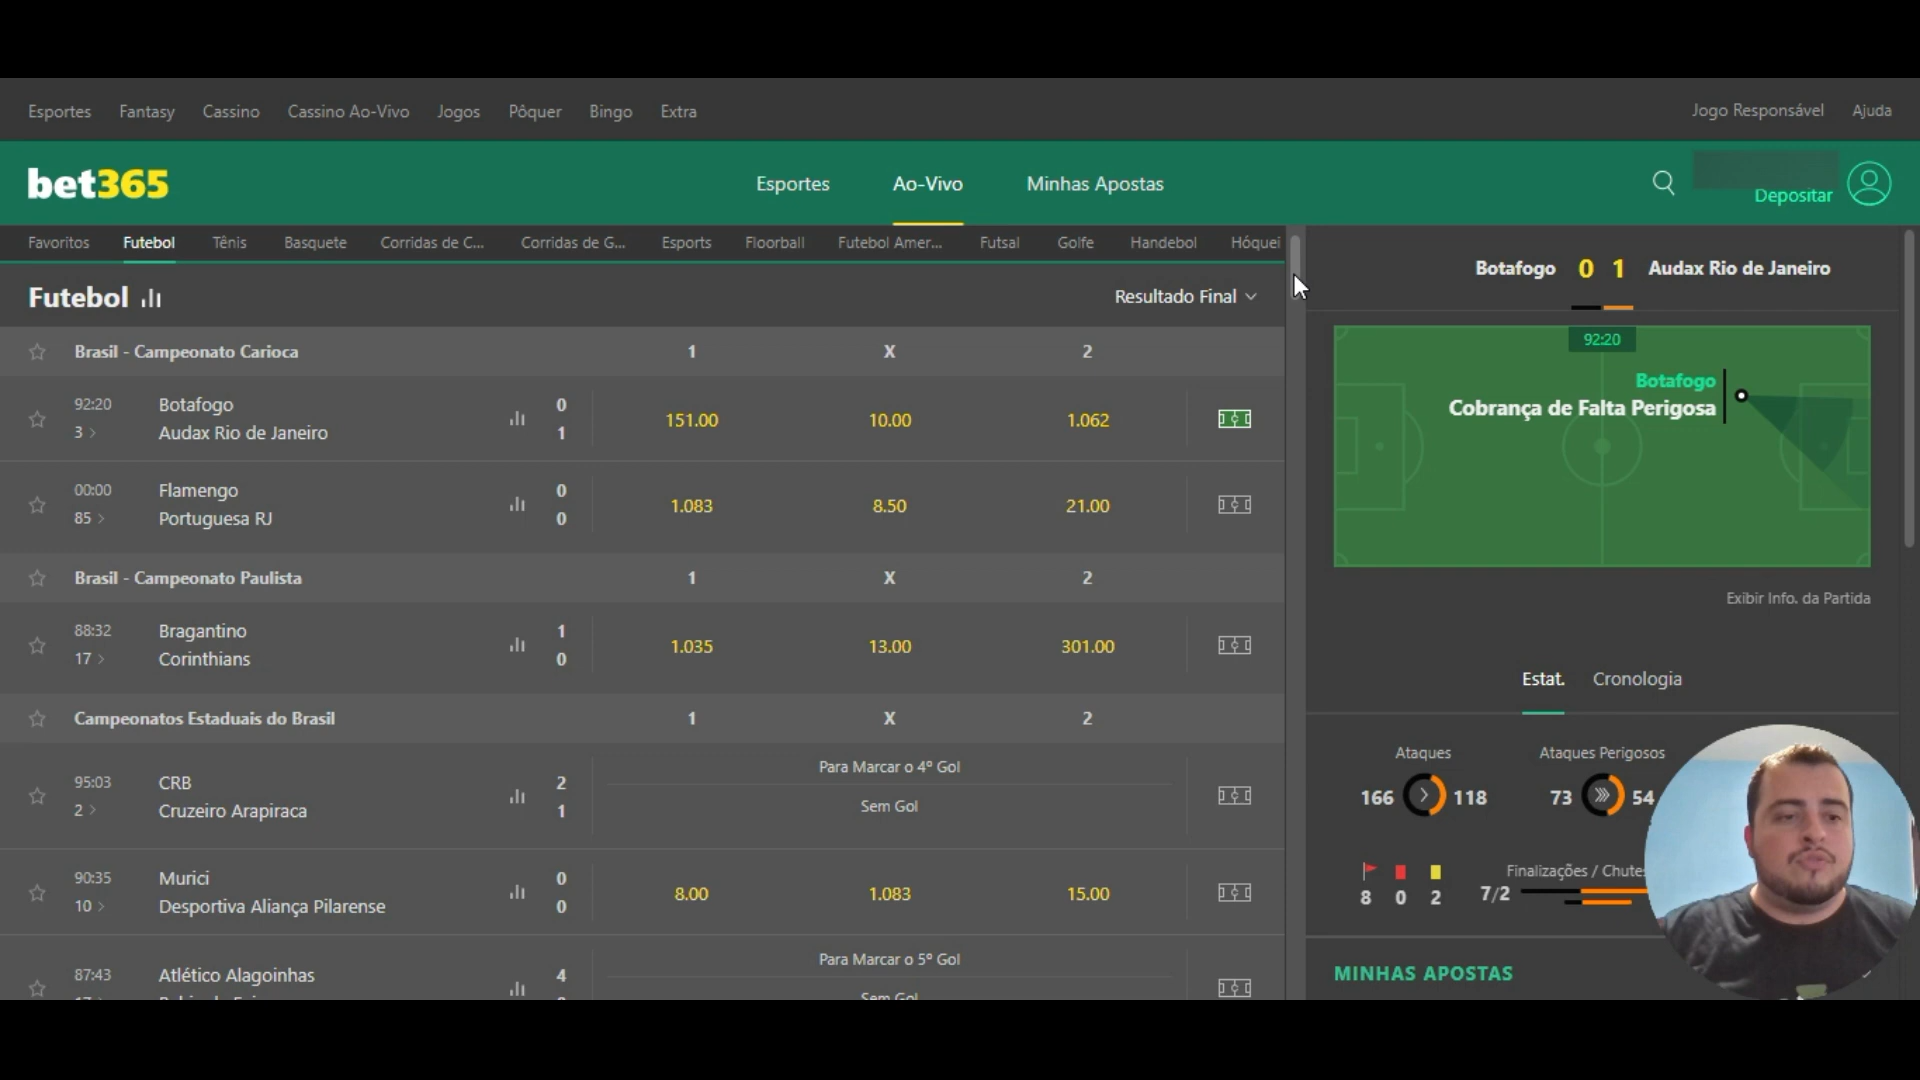 Esportes Fantasy Cassino Cassino Ao-Vivo Jogos Pôquer Bingo Extra Jogo Responsável Ajuda
bet365 Esportes Ao-Vivo Minhas Apostas Depositar
Favoritos Futebol Tênis Basquete Corridas de C... Corridas de G... Esports Floorball Futebol Amer... Futsal Golfe Handebol Hóquei
Futebol Resultado Final
Brasil - Campeonato Carioca 1 X 2
92:20 Botafogo 0
3 > Audax Rio de Janeiro 1
151.00 10.00 1.062
00:00 Flamengo 0
85 > Portuguesa RJ 0
1.083 8.50 21.00
Brasil - Campeonato Paulista 1 X 2
88:32 Bragantino 1
17 > Corinthians 0
1.035 13.00 301.00
Campeonatos Estaduais do Brasil 1 X 2
95:03 CRB 2
2 > Cruzeiro Arapiraca 1
Para Marcar o 4º Gol
Sem Gol
90:35 Murici 0
10 > Desportiva Aliança Pilarense 0
8.00 1.083 15.00
87:43 Atlético Alagoinhas 4
Para Marcar o 5º Gol
Sem Gol
Botafogo 0 1 Audax Rio de Janeiro
92:20
Botafogo
Cobrança de Falta Perigosa
Exibir Info. da Partida
Estat. Cronologia
Ataques Ataques Perigosos
166 118 73 54
Finalizações / Chutes
8 0 2 7/2
MINHAS APOSTAS